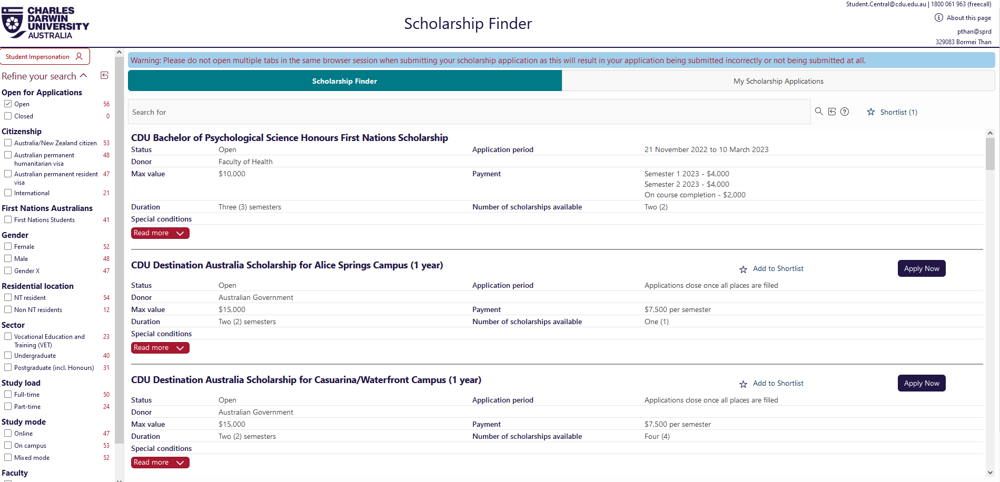 CHARLES
DARWIN
UNIVERSITY
AUSTRALIA
Scholarship Finder
Student.Central@cdu.edu.au | 1800 061 963 (freecall)
About this page
pthan@sprd
329083 Bormei Than
Student Impersonation
Refine your search
Open for Applications
Open 56
Closed 0
Citizenship
Australia/New Zealand citizen 53
Australian permanent 48
humanitarian visa
Australian permanent resident 47
visa
International 21
First Nations Australians
First Nations Students 41
Gender
Female 52
Male 48
Gender X 47
Residential location
NT resident 54
Non NT residents 12
Sector
Vocational Education and 23
Training (VET)
Undergraduate 40
Postgraduate (incl. Honours) 31
Study load
Full-time 50
Part-time 24
Study mode
Online 47
On campus 53
Mixed mode 52
Faculty
Warning: Please do not open multiple tabs in the same browser session when submitting your scholarship application as this will result in your application being submitted incorrectly or not being submitted at all.
Scholarship Finder My Scholarship Applications
Search for Shortlist (1)
CDU Bachelor of Psychological Science Honours First Nations Scholarship
Status Open Application period 21 November 2022 to 10 March 2023
Donor Faculty of Health
Max value $10,000 Payment Semester 1 2023 - $4,000
Semester 2 2023 - $4,000
On course completion - $2,000
Duration Three (3) semesters Number of scholarships available Two (2)
Special conditions
Read more
CDU Destination Australia Scholarship for Alice Springs Campus (1 year) Add to Shortlist Apply Now
Status Open Application period Applications close once all places are filled
Donor Australian Government
Max value $15,000 Payment $7,500 per semester
Duration Two (2) semesters Number of scholarships available One (1)
Special conditions
Read more
CDU Destination Australia Scholarship for Casuarina/Waterfront Campus (1 year) Add to Shortlist Apply Now
Status Open Application period Applications close once all places are filled
Donor Australian Government
Max value $15,000 Payment $7,500 per semester
Duration Two (2) semesters Number of scholarships available Four (4)
Special conditions
Read more